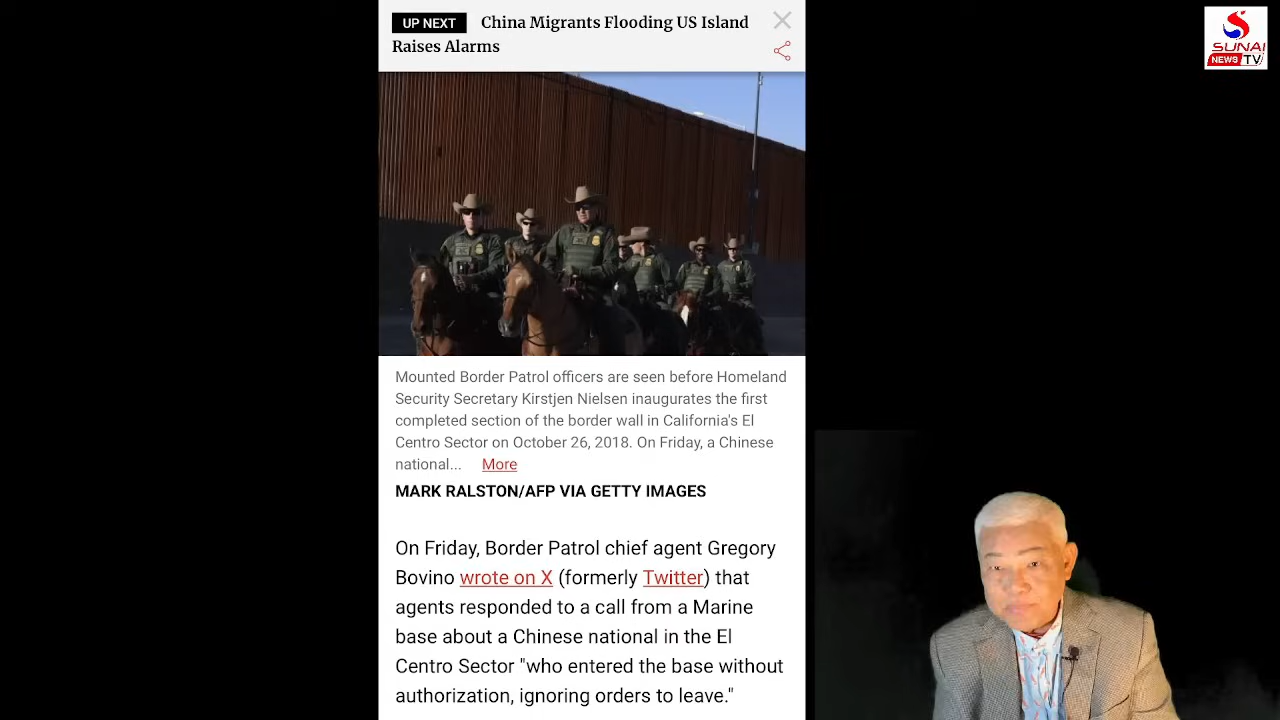 UP NEXT China Migrants Flooding US Island
Raises Alarms
SUNAI
NEWS TV
Mounted Border Patrol officers are seen before Homeland
Security Secretary Kirstjen Nielsen inaugurates the first
completed section of the border wall in California's El
Centro Sector on October 26, 2018. On Friday, a Chinese
national... More
MARK RALSTON/AFP VIA GETTY IMAGES
On Friday, Border Patrol chief agent Gregory
Bovino wrote on X (formerly Twitter) that
agents responded to a call from a Marine
base about a Chinese national in the El
Centro Sector "who entered the base without
authorization, ignoring orders to leave."